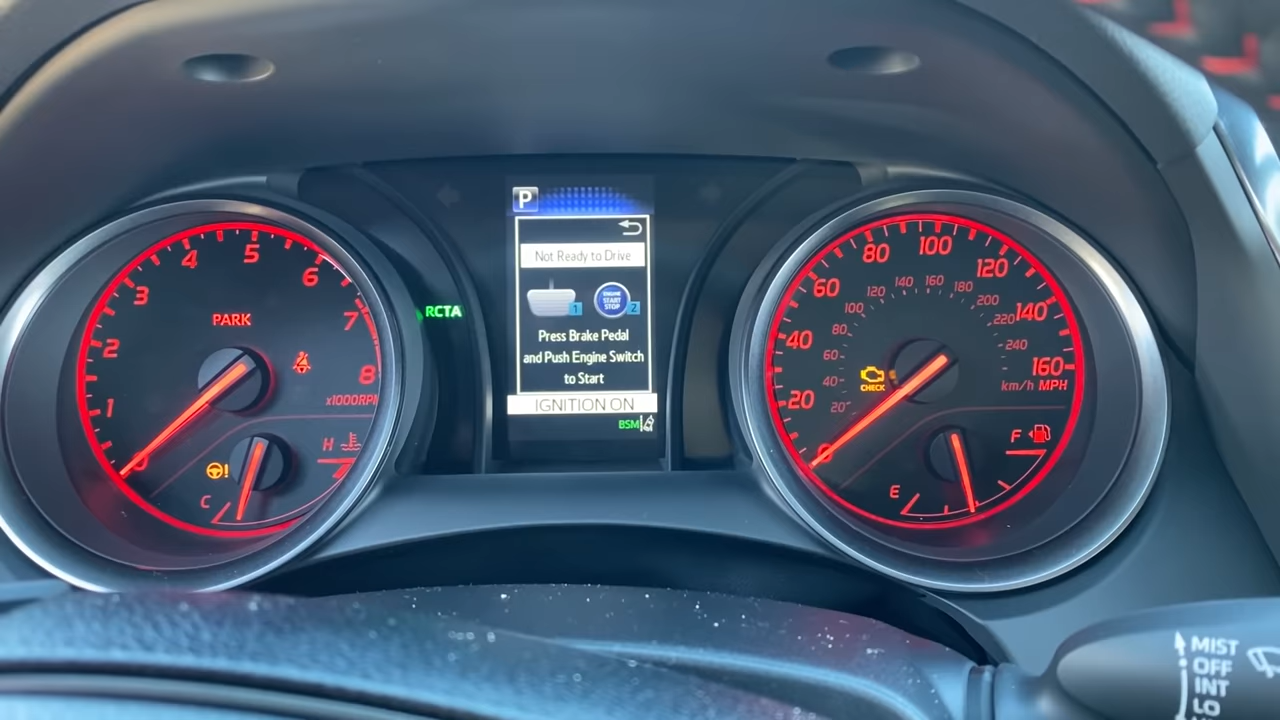 P
Not Ready to Drive
1
ENGINE
START
STOP
2
Press Brake Pedal
and Push Engine Switch
to Start
IGNITION ON
BSM
RCTA
0
1
2
3
4
5
6
7
8
x1000RPM
PARK
!
H
C
0
20
40
60
80
100
120
140
160
MPH
20
40
60
80
100
120
140
160
180
200
220
240
km/h
CHECK
E
F
MIST
OFF
INT
LO